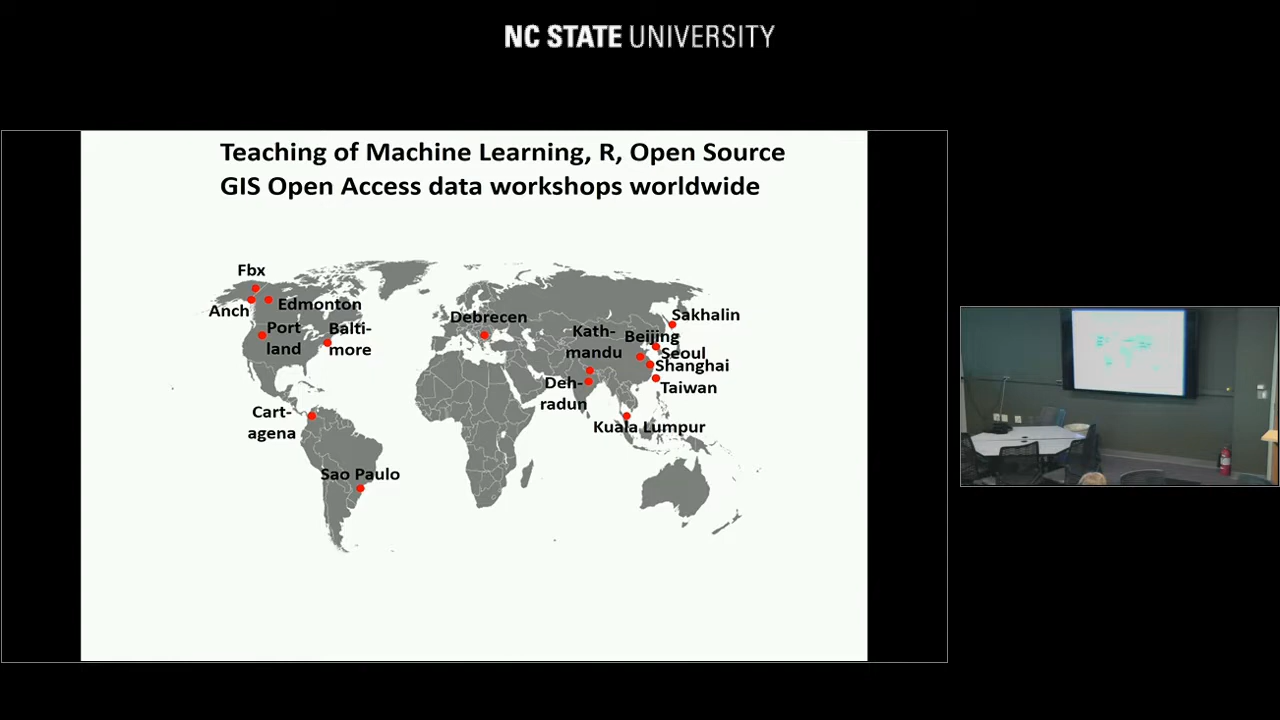 NC STATE UNIVERSITY
Teaching of Machine Learning, R, Open Source
GIS Open Access data workshops worldwide
Fbx
Anch
Edmonton
Port
land
Balti-
more
Debrecen
Kath-
mandu
Sakhalin
Beijing
Seoul
Shanghai
Taiwan
Deh-
radun
Kuala Lumpur
Cart-
agena
Sao Paulo